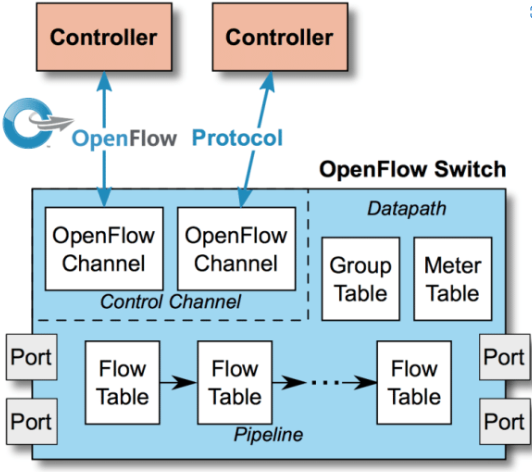 Controller
Controller
OpenFlow Protocol
OpenFlow Switch
Datapath
OpenFlow
Channel
OpenFlow
Channel
Control Channel
Group
Table
Meter
Table
Port
Port
Flow
Table
Flow
Table
...
Flow
Table
Port
Port
Pipeline